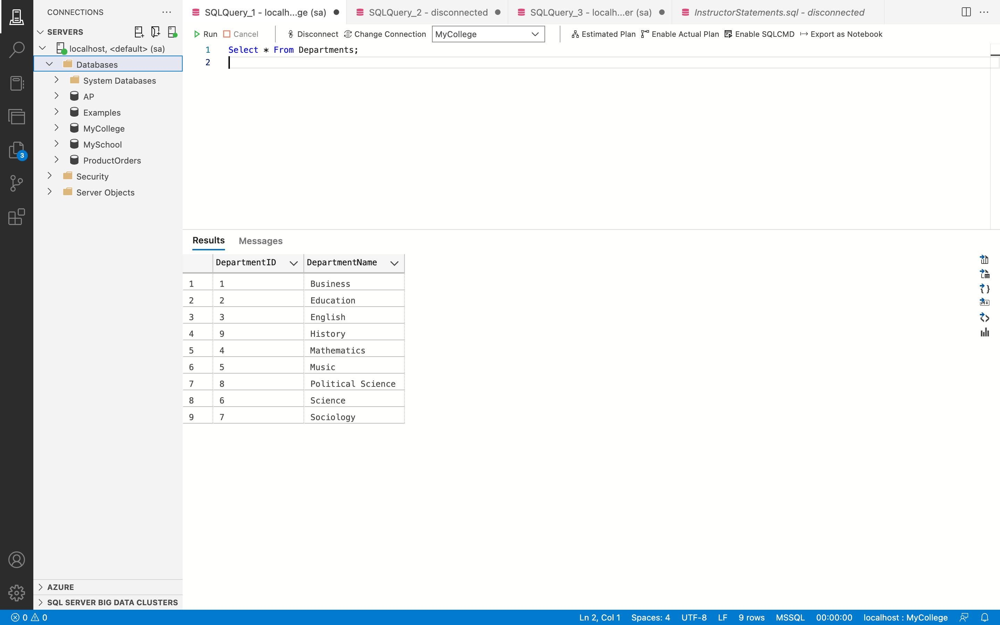 CONNECTIONS
SERVERS
localhost, <default> (sa)
Databases
System Databases
AP
Examples
MyCollege
MySchool
ProductOrders
Security
Server Objects
3
AZURE
SQL SERVER BIG DATA CLUSTERS
SQLQuery_1 - localh...ge (sa) SQLQuery_2 - disconnected SQLQuery_3 - localh...er (sa) InstructorStatements.sql - disconnected
Run Cancel Disconnect Change Connection MyCollege Estimated Plan Enable Actual Plan Enable SQLCMD Export as Notebook
1 Select * From Departments;
2
Results Messages
DepartmentID DepartmentName
1 1 Business
2 2 Education
3 3 English
4 9 History
5 4 Mathematics
6 5 Music
7 8 Political Science
8 6 Science
9 7 Sociology
0 0 Ln 2, Col 1 Spaces: 4 UTF-8 LF 9 rows MSSQL 00:00:00 localhost : MyCollege